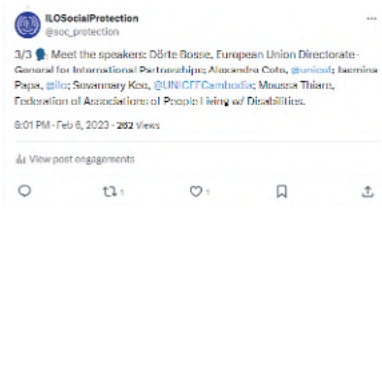 ILOSocialProtection
@soc_protection
3/3 🗣 Meet the speakers: Dörte Bosse, European Union Directorate-
General for International Partnerships; Alexandre Cote, @unicef; Jasmina
Papa, @ilo; Sovannary Keo, @UNICEFCambodia; Moussa Thiare,
Federation of Associations of People Living w/ Disabilities.
8:01 PM · Feb 6, 2023 · 262 Views
View post engagements
1
1